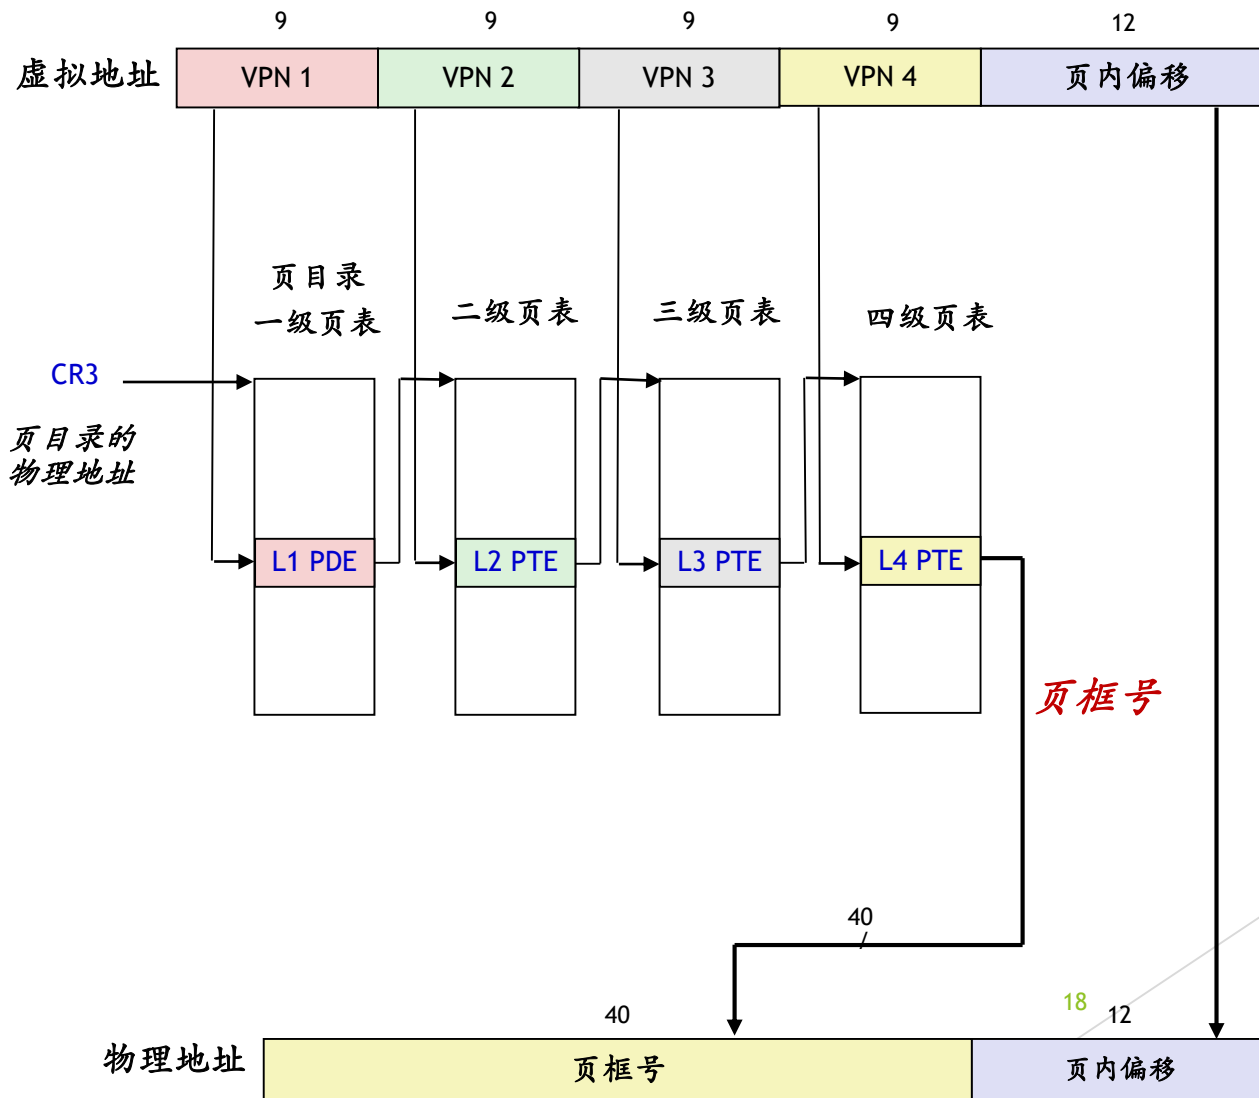 9 9 9 9 12
虚拟地址 VPN 1 VPN 2 VPN 3 VPN 4 页内偏移
页目录
一级页表 二级页表 三级页表 四级页表
CR3
页目录的
物理地址
L1 PDE L2 PTE L3 PTE L4 PTE
页框号
40
18
40 12
物理地址 页框号 页内偏移